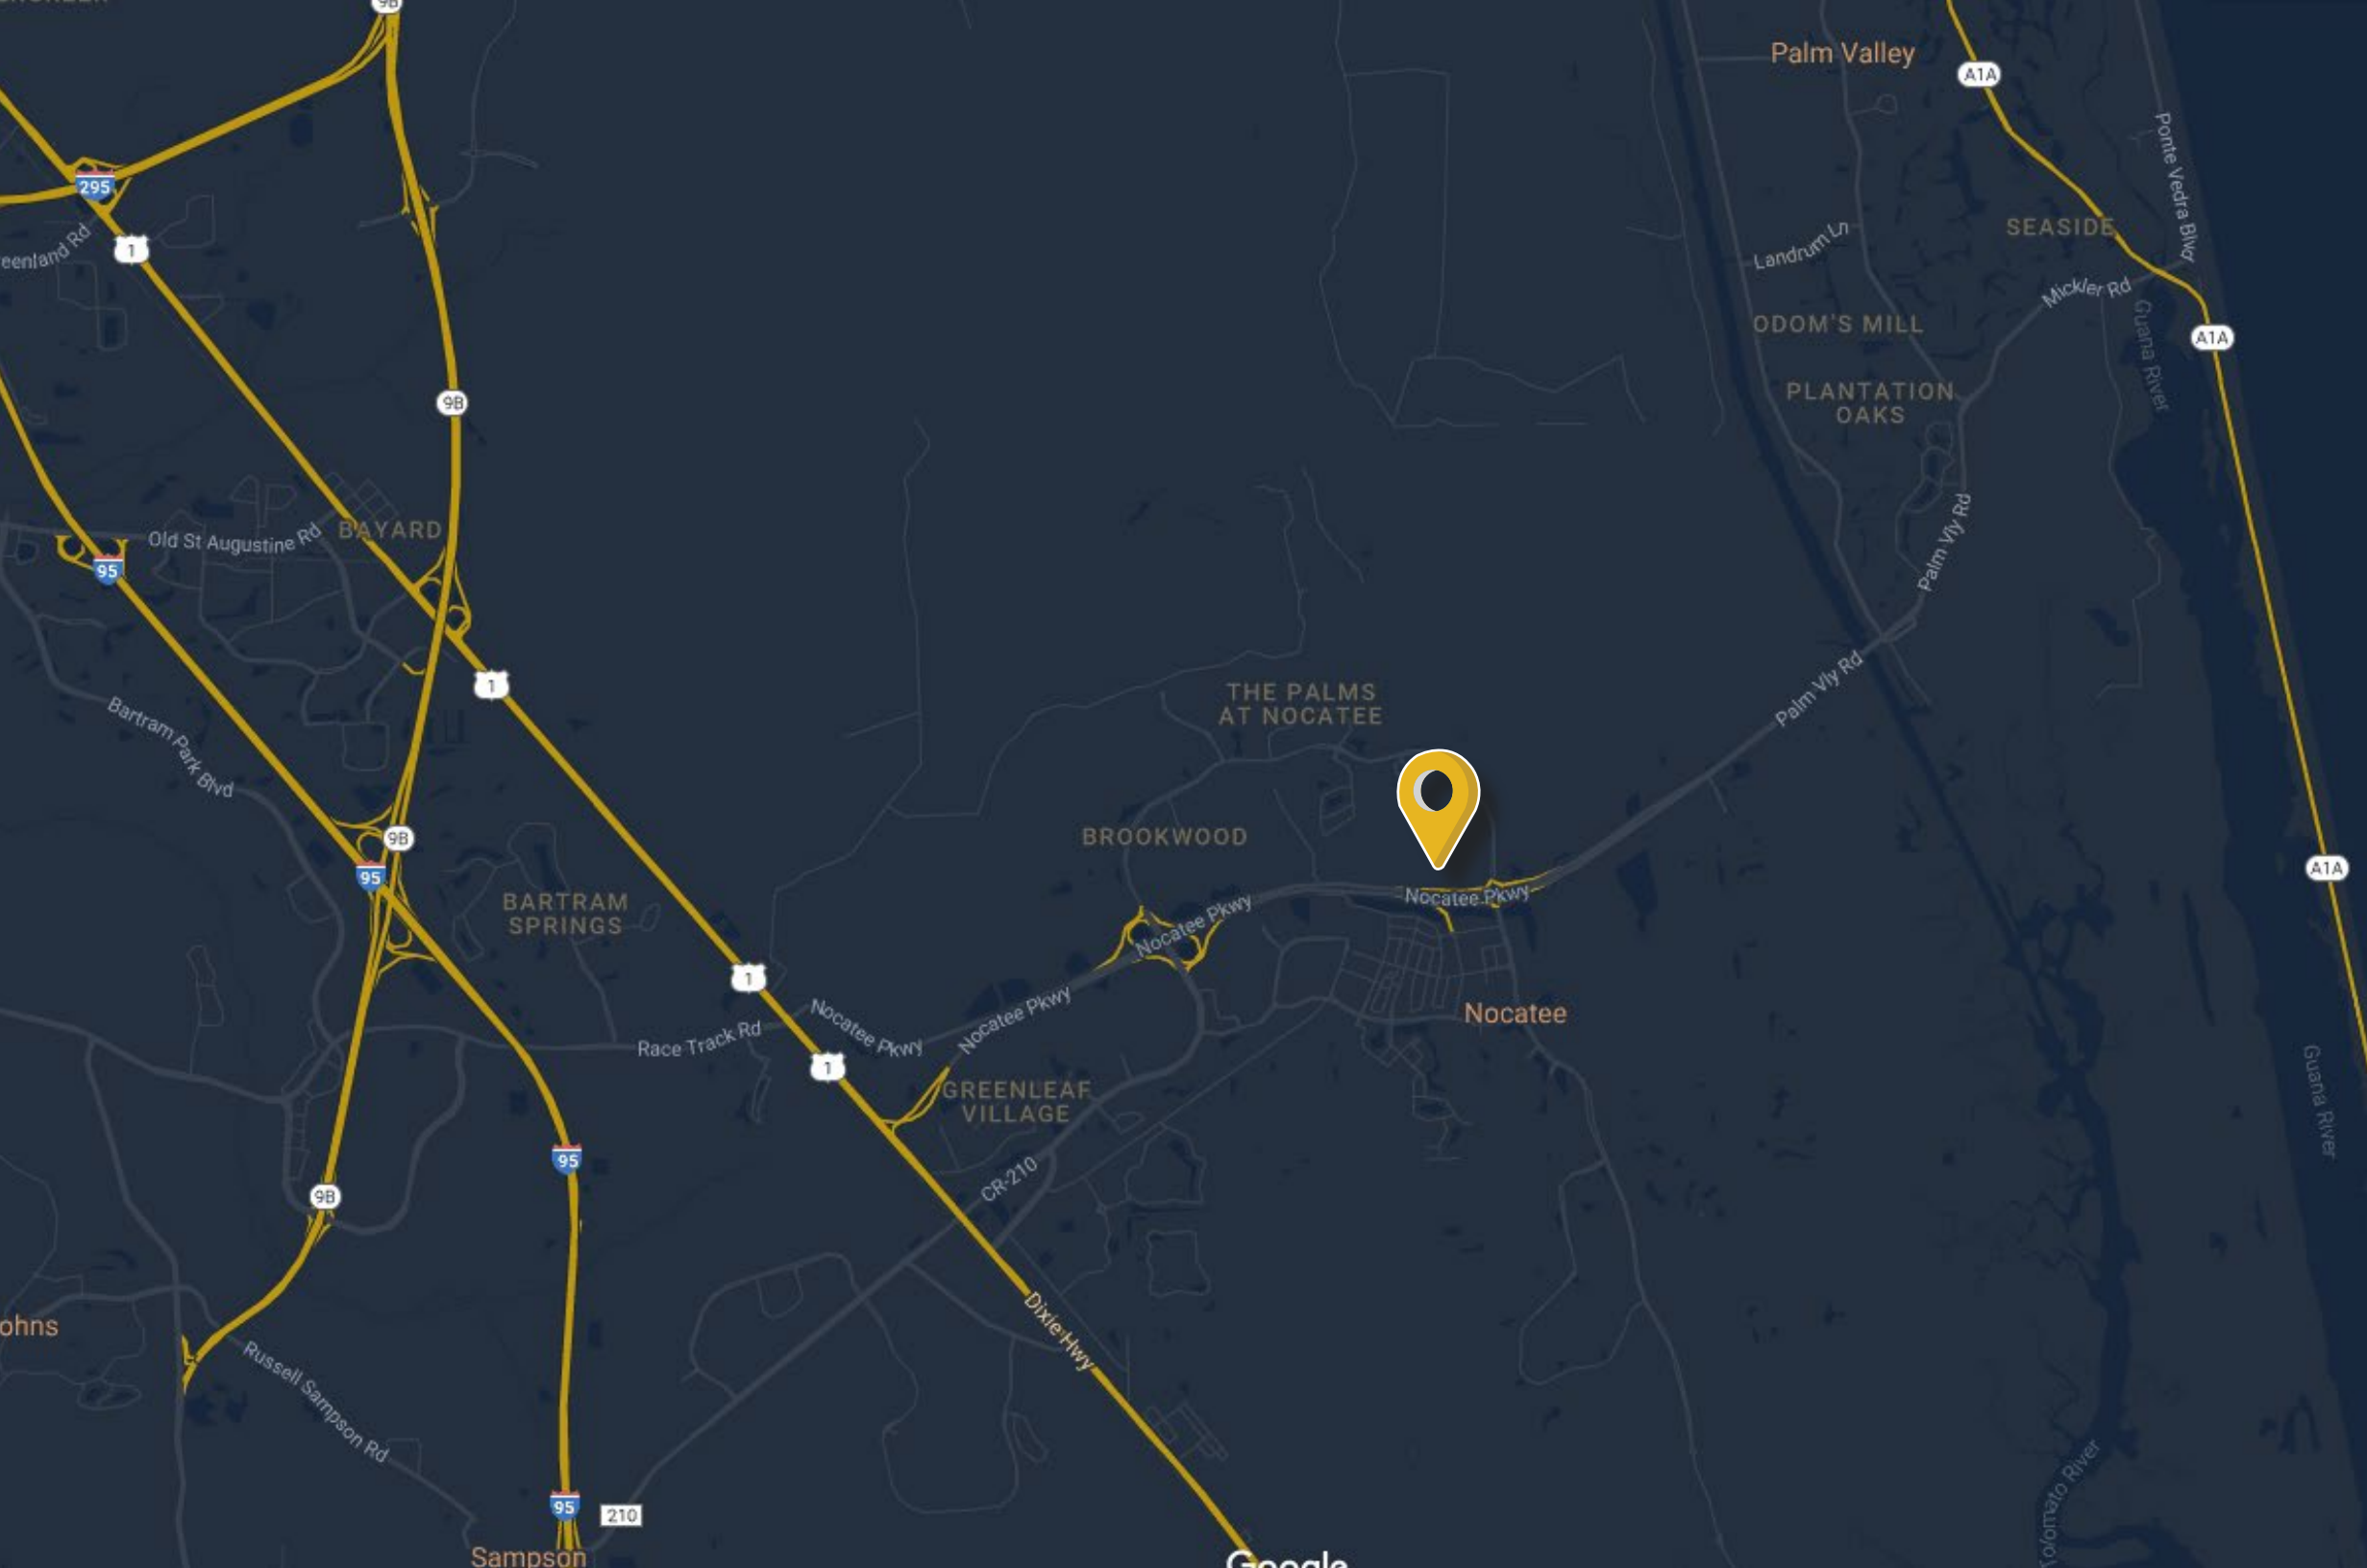 9B
Palm Valley
A1A
295
1
eenland Rd
Ponte Vedra Blvd
SEASIDE
Landrum Ln
Mickler Rd
ODOM'S MILL
Guana River
A1A
PLANTATION
OAKS
9B
Old St Augustine Rd
BAYARD
95
Palm Vly Rd
1
THE PALMS
AT NOCATEE
Palm Vly Rd
Bartram Park Blvd
9B
BROOKWOOD
95
A1A
BARTRAM
SPRINGS
Nocatee Pkwy
Nocatee Pkwy
1
Nocatee Pkwy
Nocatee Pkwy
Nocatee
Race Track Rd
1
GREENLEAF
VILLAGE
Guana River
95
CR-210
9B
ohns
Dixie Hwy
Russell Sampson Rd
95
210
Tolomato River
Sampson
Google